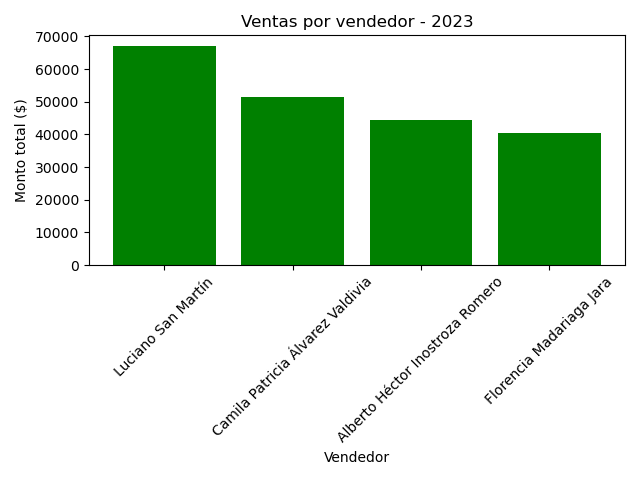 Ventas por vendedor - 2023
Monto total ($)
70000
60000
50000
40000
30000
20000
10000
0
Luciano San Martín
Camila Patricia Álvarez Valdivia
Alberto Héctor Inostroza Romero
Florencia Madariaga Jara
Vendedor